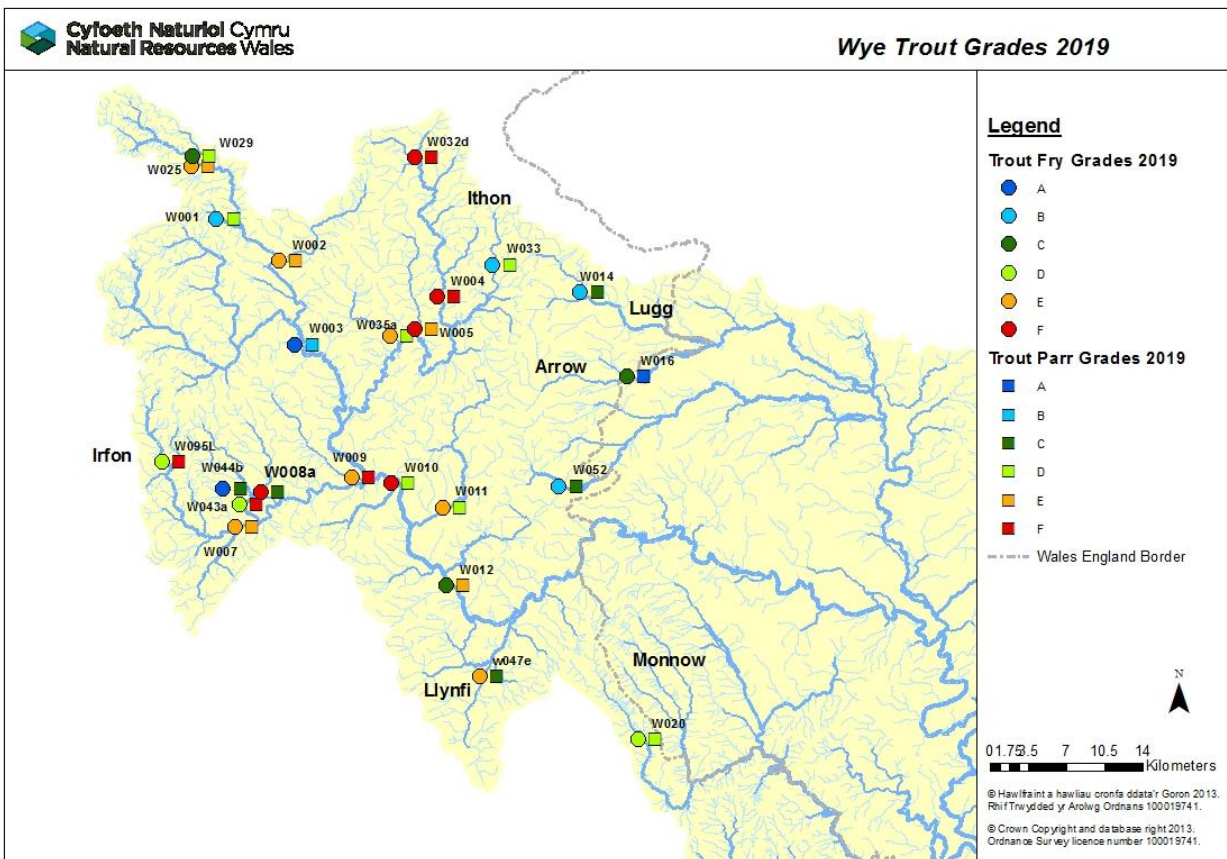 Cyfoeth Naturiol Cymru
Natural Resources Wales
Wye Trout Grades 2019
W029
W025
W032d
Ithon
W001
W002
W033
W014
W004
Lugg
W003
W035a
W005
Arrow
W016
Irfon
W095L
W044b
W008a
W009
W010
W052
W043a
W011
W007
W012
w047e
Monnow
Llynfi
W020
Legend
Trout Fry Grades 2019
A
B
C
D
E
F
Trout Parr Grades 2019
A
B
C
D
E
F
Wales England Border
N
0 1.75 3.5 7 10.5 14
Kilometers
© Hawlfraint a hawliau cronfa ddata'r Goron 2013.
Rhif Trwydded yr Arolwg Ordnans 100019741.
© Crown Copyright and database right 2013.
Ordnance Survey licence number 100019741.